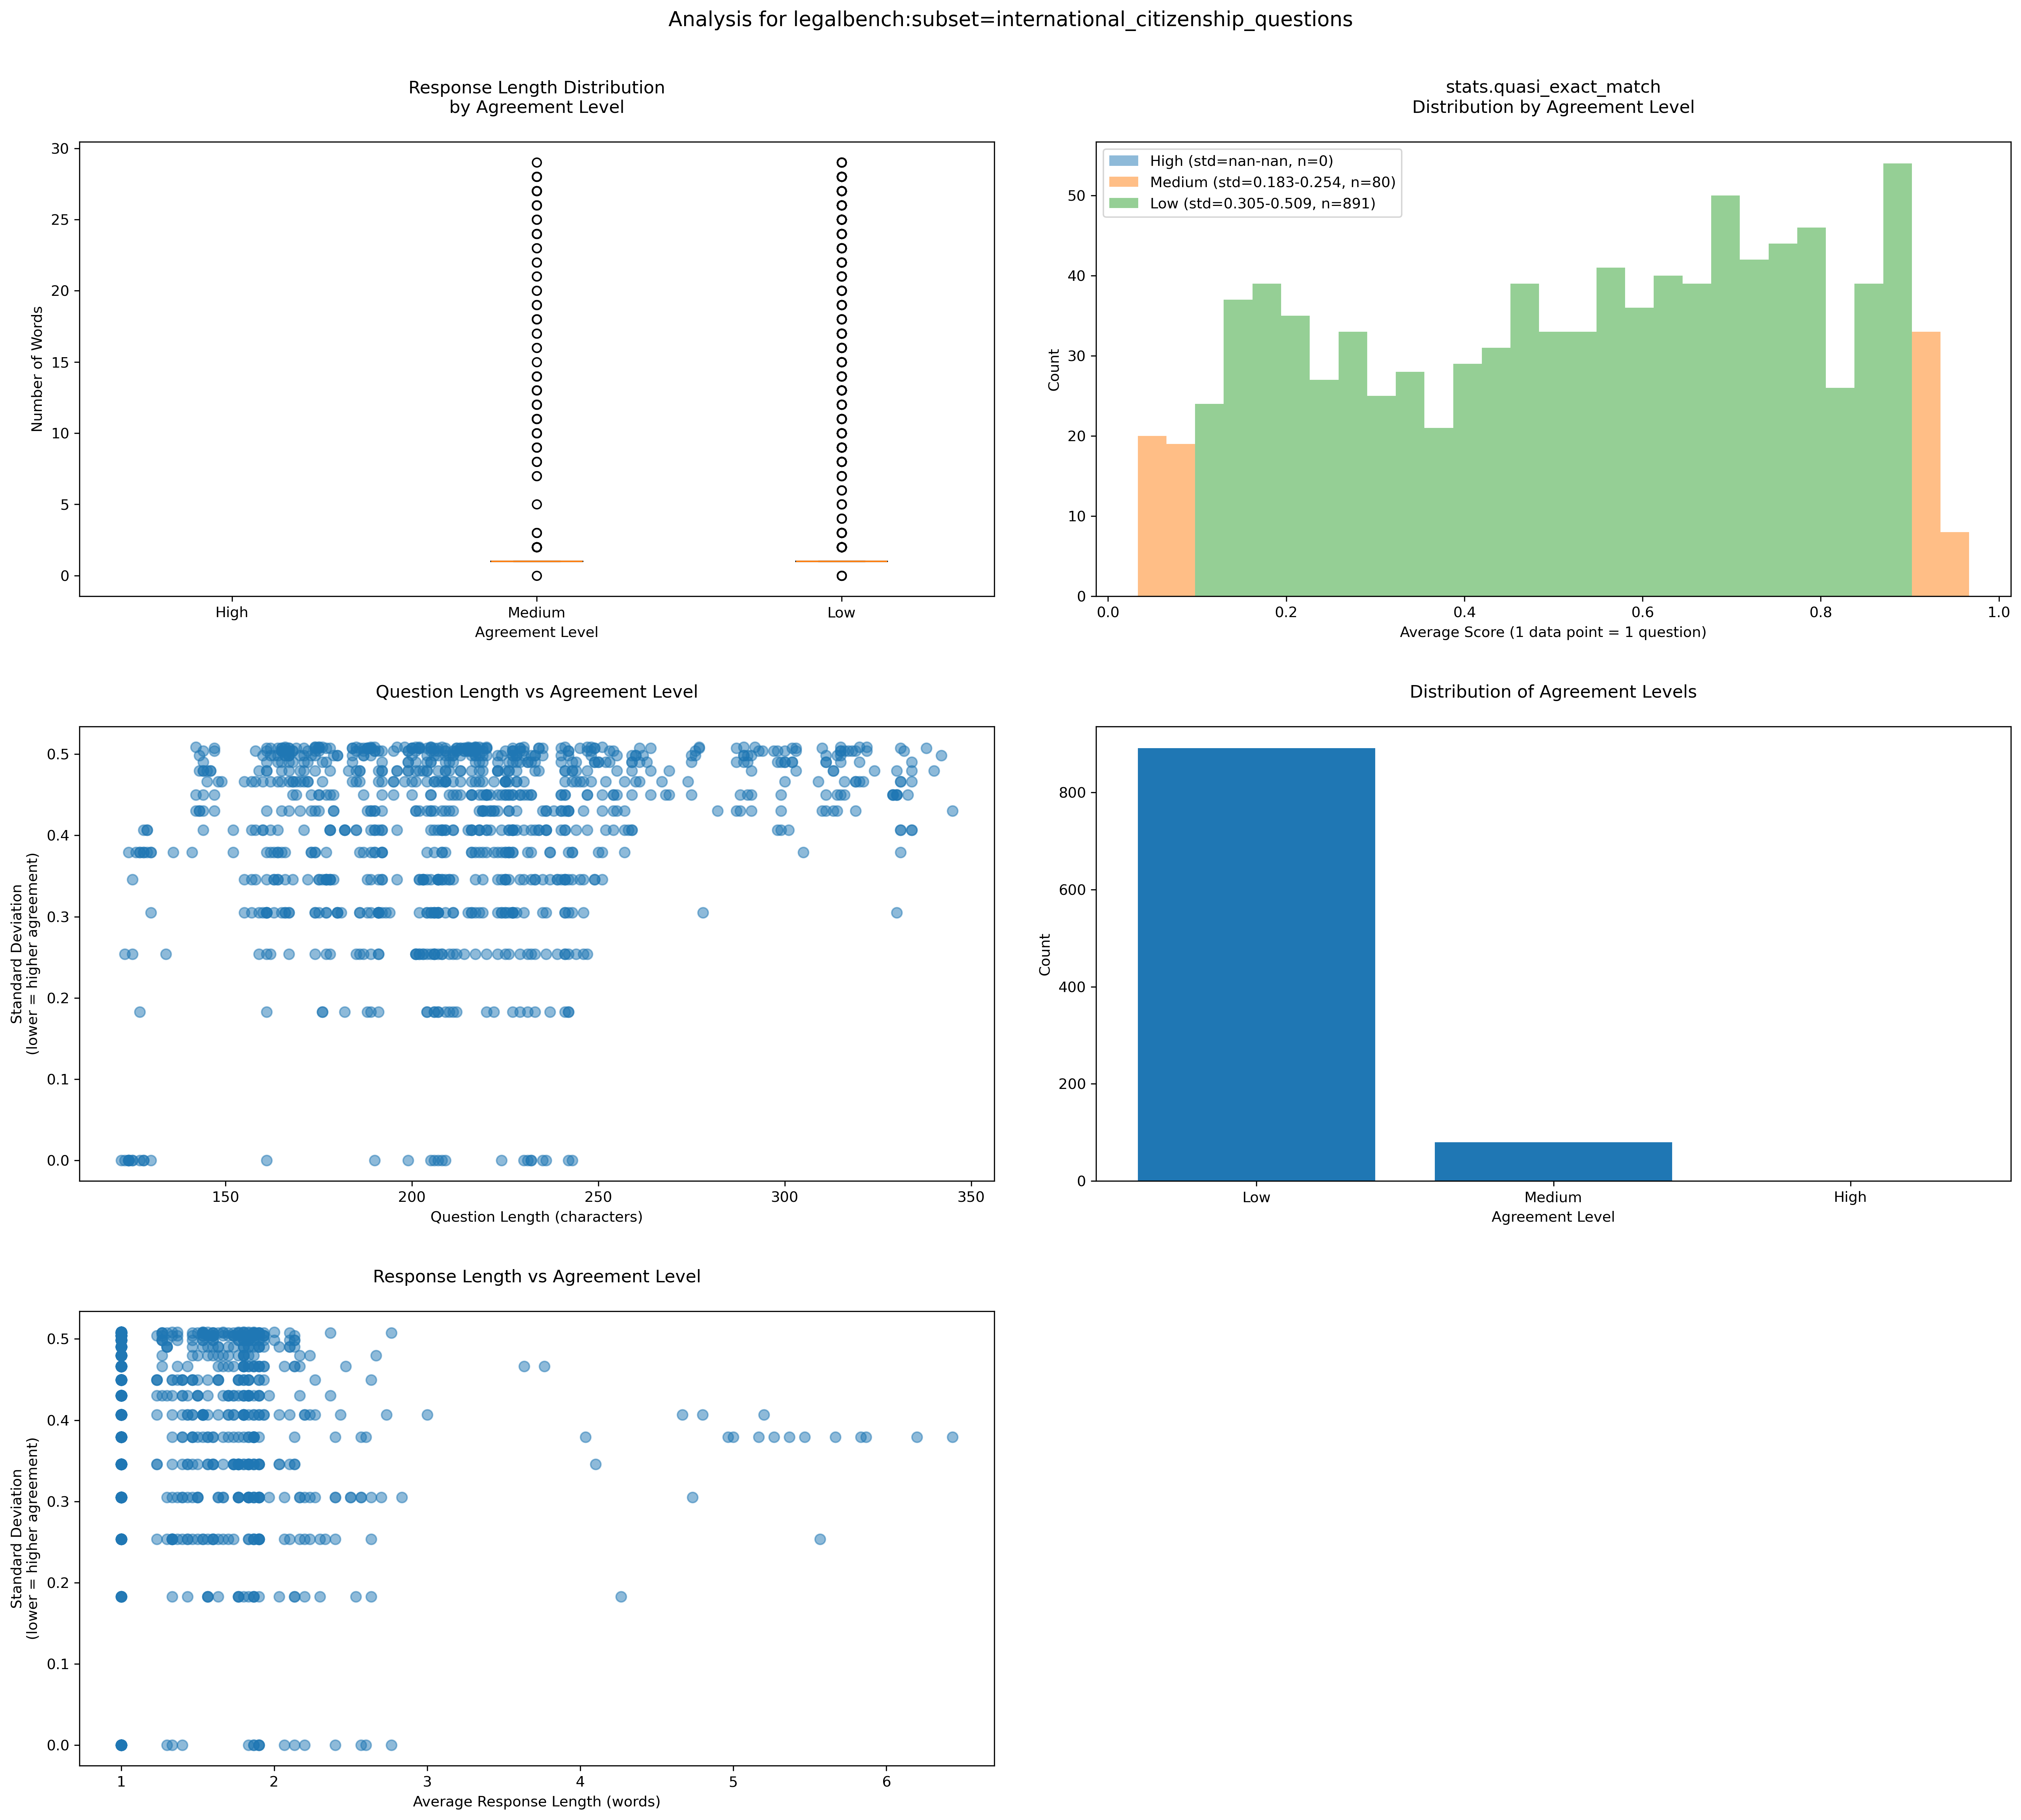 Analysis for legalbench:subset=international_citizenship_questions
Response Length Distribution
by Agreement Level
30
25
20
15
10
5
0
Number of Words
High
Medium
Low
Agreement Level
stats.quasi_exact_match
Distribution by Agreement Level
High (std=nan-nan, n=0)
Medium (std=0.183-0.254, n=80)
Low (std=0.305-0.509, n=891)
50
40
30
20
10
0
Count
0.0
0.2
0.4
0.6
0.8
1.0
Average Score (1 data point = 1 question)
Question Length vs Agreement Level
0.5
0.4
0.3
0.2
0.1
0.0
Standard Deviation
(lower = higher agreement)
150
200
250
300
350
Question Length (characters)
Distribution of Agreement Levels
800
600
400
200
0
Count
Low
Medium
High
Agreement Level
Response Length vs Agreement Level
0.5
0.4
0.3
0.2
0.1
0.0
Standard Deviation
(lower = higher agreement)
1
2
3
4
5
6
Average Response Length (words)